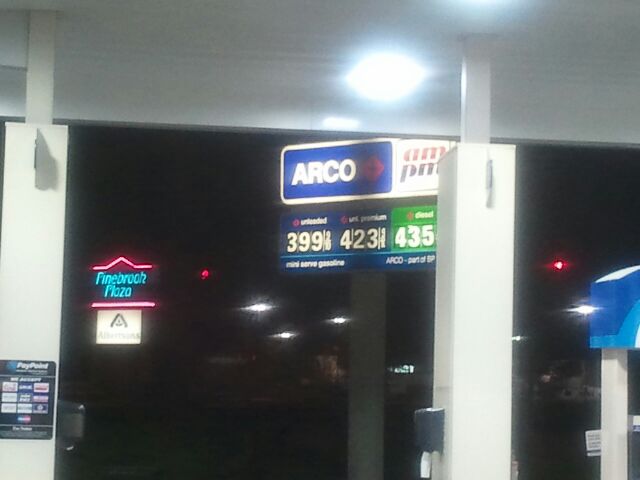 ARCO
am
pm
unleaded unl premium diesel
399 423 435
mini serve gasoline ARCO - part of BP
Pinebrook
Plaza
Albertsons
PayPoint